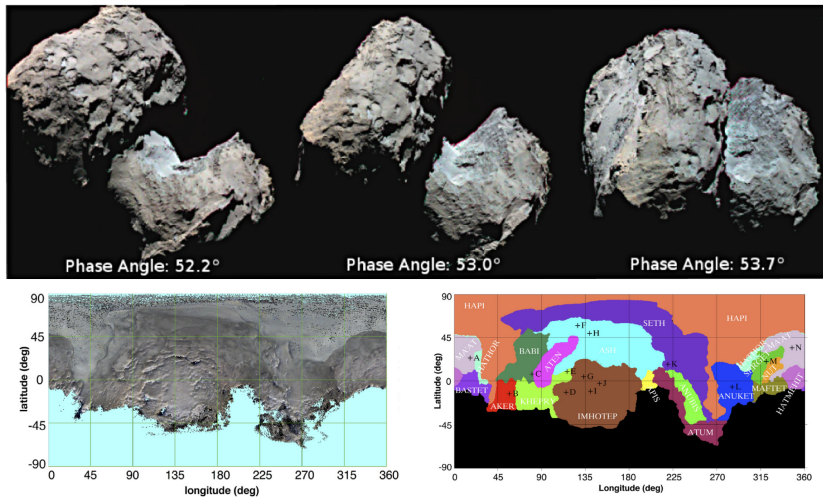 Phase Angle: 52.2°
Phase Angle: 53.0°
Phase Angle: 53.7°
90
45
0
-45
-90
latitude (deg)
0 45 90 135 180 225 270 315 360
longitude (deg)
90
45
0
-45
-90
Latitude (deg)
HAPI
SETH
HAPI
+F
+H
MAAT
HATHOR
BABI
ASH
ATEN
MAAT
+N
+A
+K
+M
+C
+E
+G
+J
BASTET
+B
+D
+I
+L
AKER
KHEPRY
APIS
ANUBIS
ANUKET
MAFTET
HATMEHIT
IMHOTEP
ATUM
0 45 90 135 180 225 270 315 360
Longitude (deg)